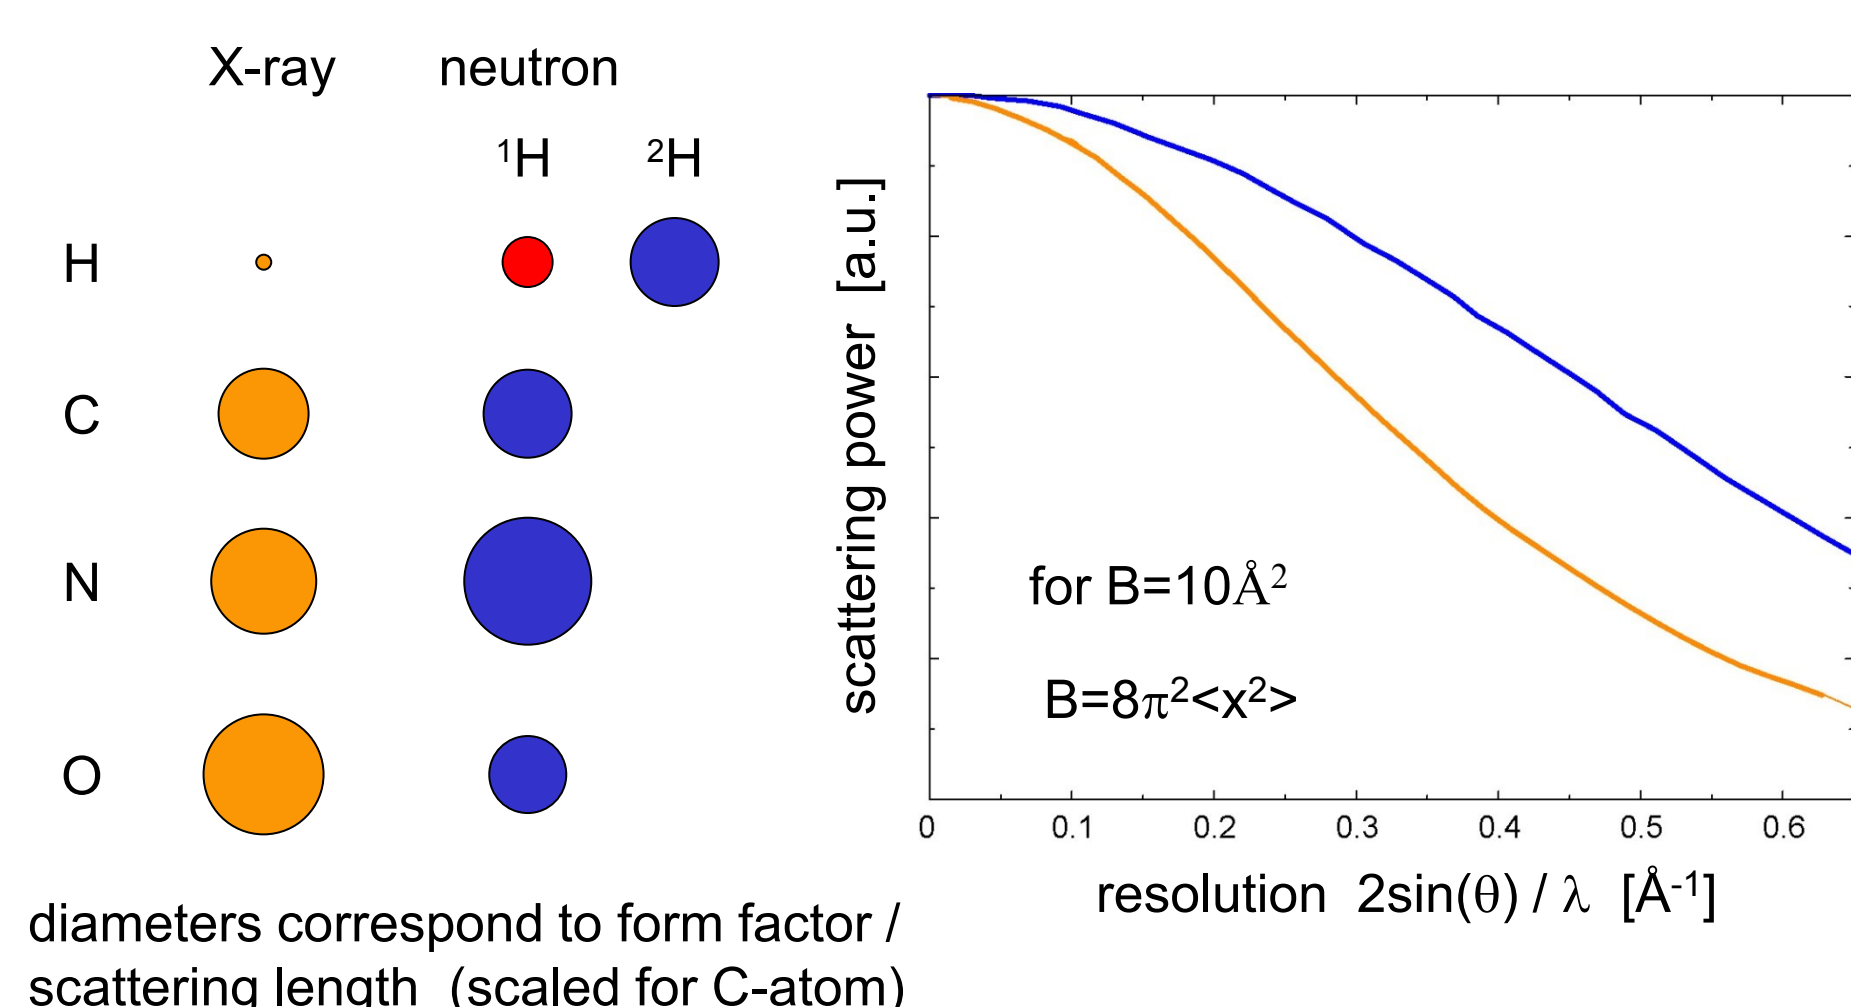 X-ray neutron
¹H ²H
H
C
N
O
diameters correspond to form factor /
scattering length (scaled for C-atom)
scattering power [a.u.]
for B=10Å²
B=8π²<x²>
0 0.1 0.2 0.3 0.4 0.5 0.6
resolution 2sin(θ) / λ [Å⁻¹]